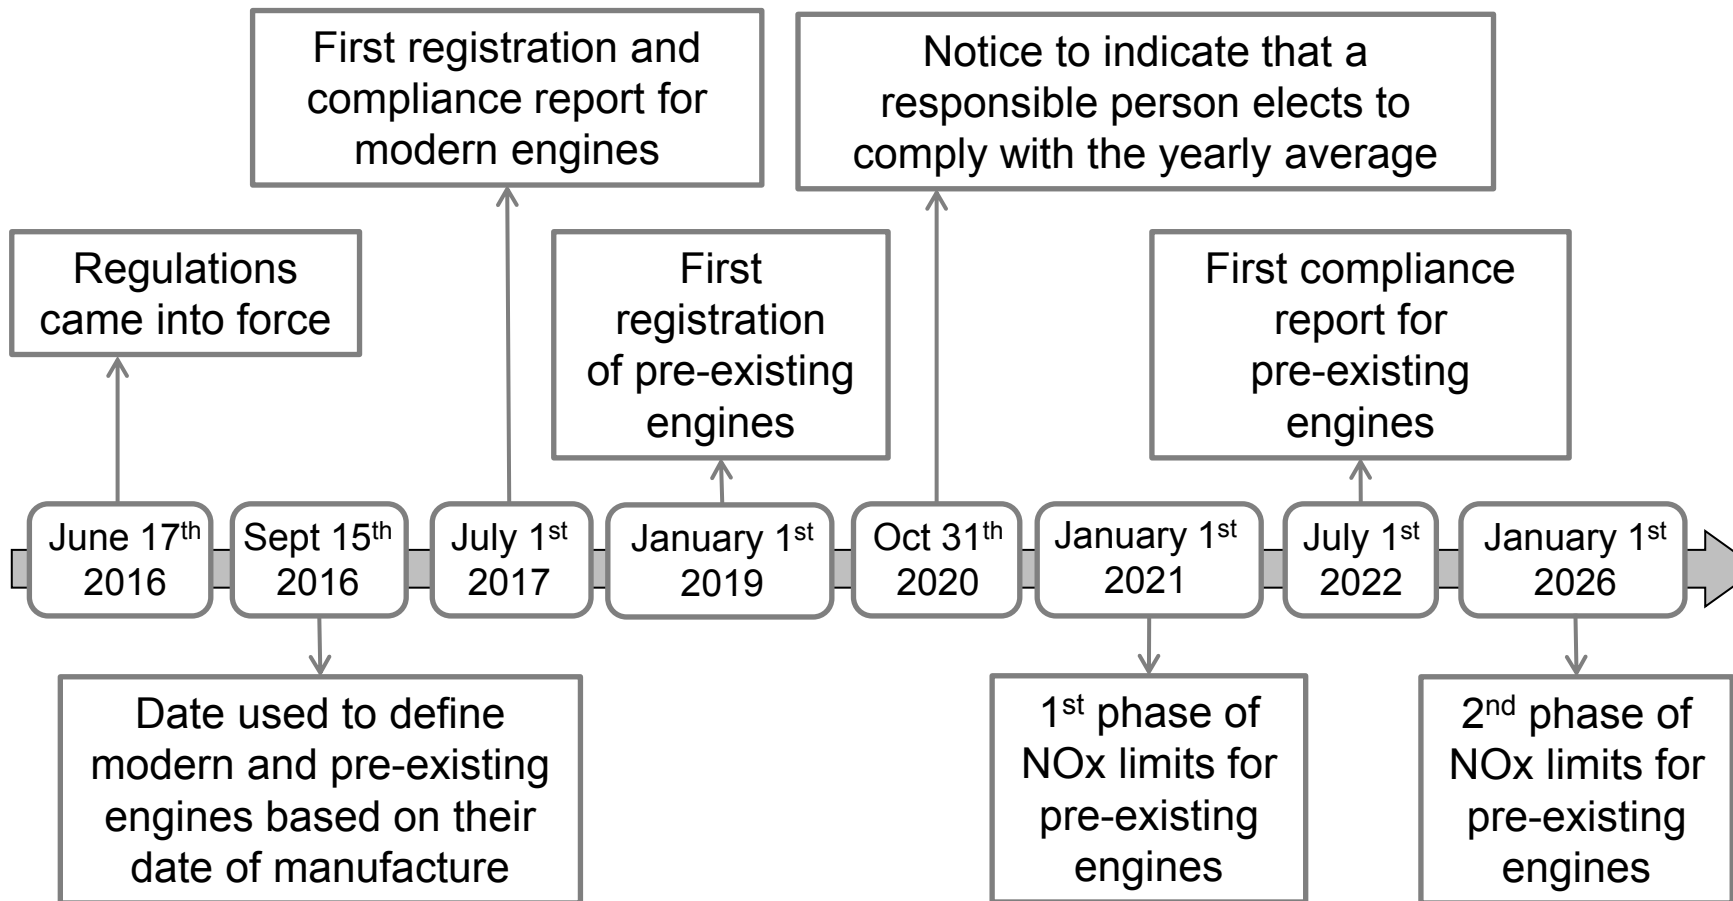 First registration and
compliance report for
modern engines
Notice to indicate that a
responsible person elects to
comply with the yearly average
Regulations
came into force
First
registration
of pre-existing
engines
First compliance
report for
pre-existing
engines
June 17th
2016
Sept 15th
2016
July 1st
2017
January 1st
2019
Oct 31th
2020
January 1st
2021
July 1st
2022
January 1st
2026
Date used to define
modern and pre-existing
engines based on their
date of manufacture
1st phase of
NOx limits for
pre-existing
engines
2nd phase of
NOx limits for
pre-existing
engines